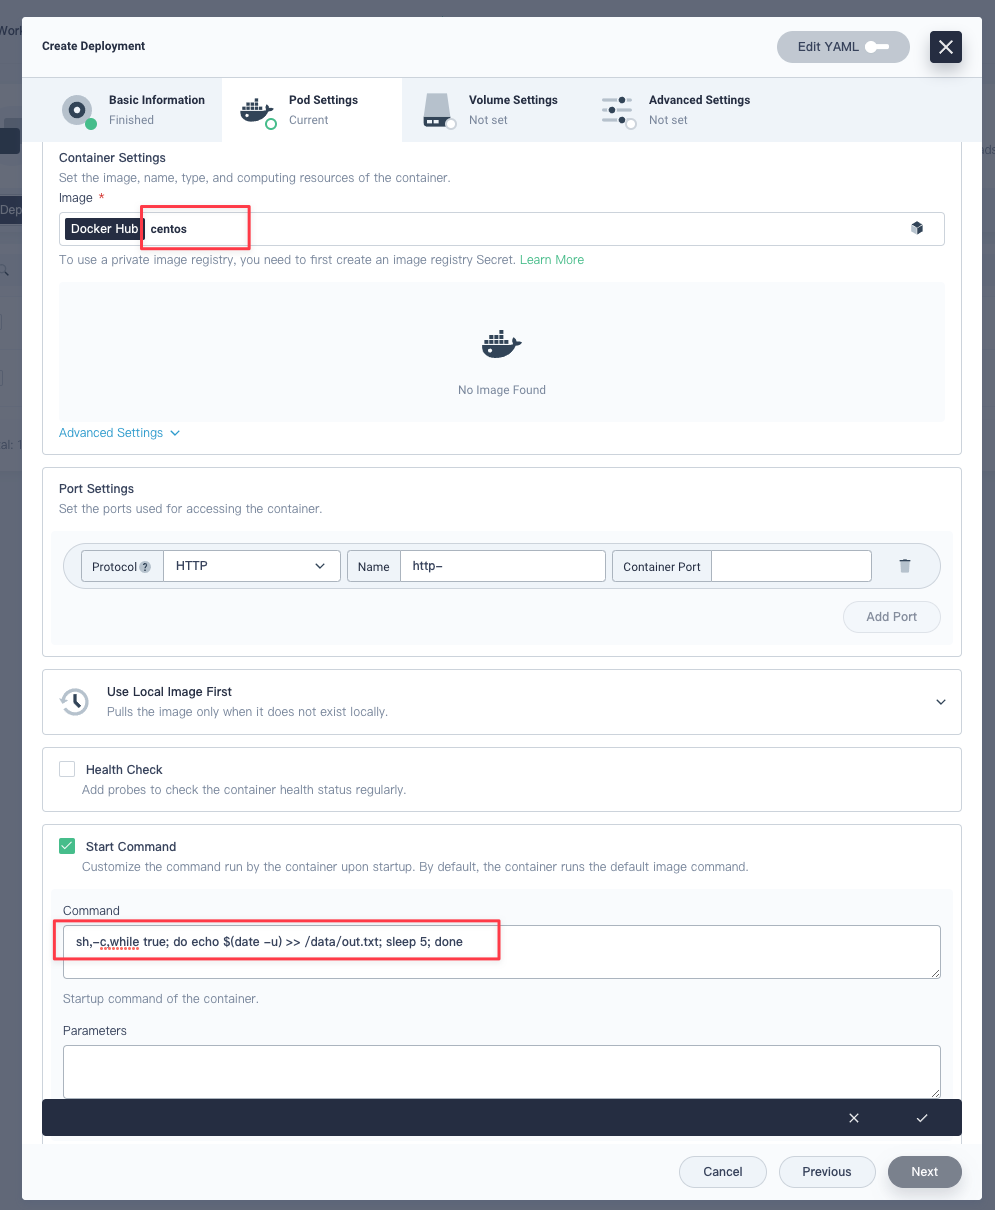 Work
Create Deployment
Edit YAML
Basic Information
Finished
Pod Settings
Current
Volume Settings
Not set
Advanced Settings
Not set
Container Settings
Set the image, name, type, and computing resources of the container.
Image *
Docker Hub centos
To use a private image registry, you need to first create an image registry Secret. Learn More
No Image Found
Advanced Settings
Port Settings
Set the ports used for accessing the container.
Protocol ? HTTP Name http- Container Port
Add Port
Use Local Image First
Pulls the image only when it does not exist locally.
Health Check
Add probes to check the container health status regularly.
Start Command
Customize the command run by the container upon startup. By default, the container runs the default image command.
Command
sh,-c,while true; do echo $(date -u) >> /data/out.txt; sleep 5; done
Startup command of the container.
Parameters
Cancel
Previous
Next
Dep
al: 1